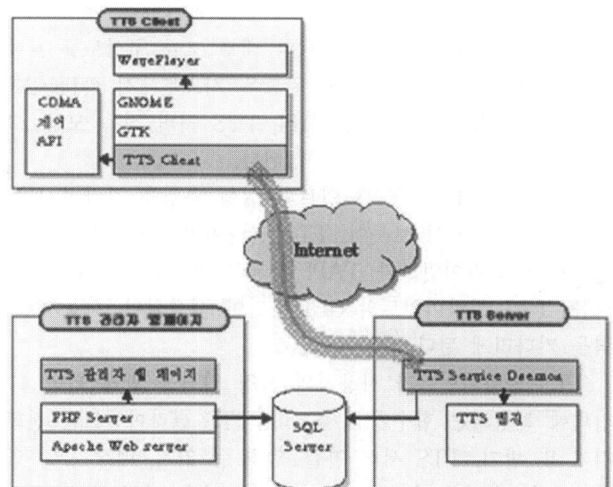 TTS Client
WavePlayer
CDMA
제어
API
GNOME
GTK
TTS Client
Internet
TTS 관리자 웹페이지
TTS 관리자 웹 페이지
PHP Server
Apache Web server
SQL
Server
TTS Server
TTS Service Daemon
TTS 엔진